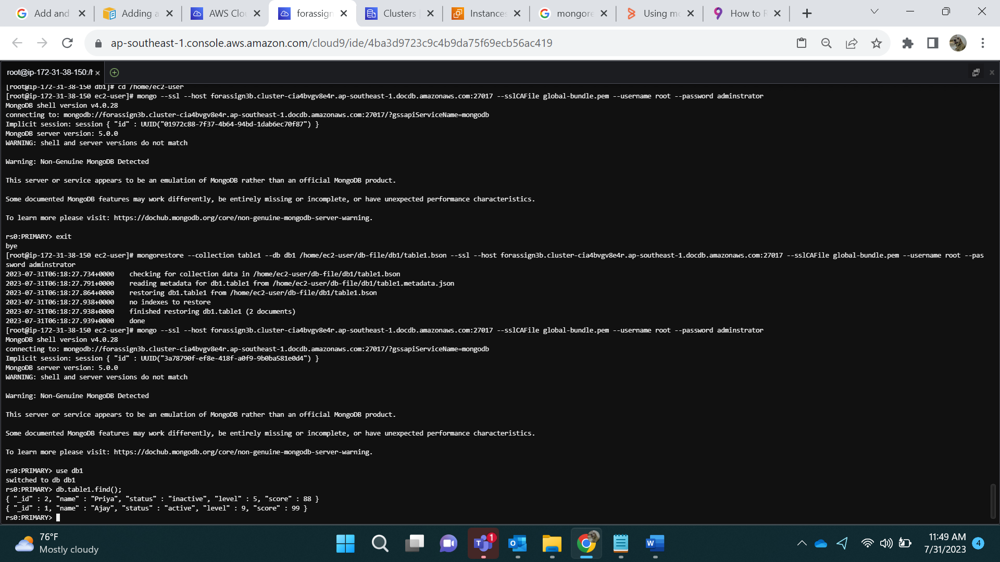 Add and
Adding a
AWS Clo
forassign
Clusters
Instances
mongore
Using mo
How to R
ap-southeast-1.console.aws.amazon.com/cloud9/ide/4ba3d9723c9c4b9da75f69ecb56ac419
root@ip-172-31-38-150:/h
[root@ip-172-31-38-150 db1]# cd /home/ec2-user
[root@ip-172-31-38-150 ec2-user]# mongo --ssl --host forassign3b.cluster-cia4bvgv8e4r.ap-southeast-1.docdb.amazonaws.com:27017 --sslCAFile global-bundle.pem --username root --password adminstrator
MongoDB shell version v4.0.28
connecting to: mongodb://forassign3b.cluster-cia4bvgv8e4r.ap-southeast-1.docdb.amazonaws.com:27017/?gssapiServiceName=mongodb
Implicit session: session { "id" : UUID("01972c88-7f37-4b64-94bd-1dab6ec70f87") }
MongoDB server version: 5.0.0
WARNING: shell and server versions do not match
Warning: Non-Genuine MongoDB Detected
This server or service appears to be an emulation of MongoDB rather than an official MongoDB product.
Some documented MongoDB features may work differently, be entirely missing or incomplete, or have unexpected performance characteristics.
To learn more please visit: https://dochub.mongodb.org/core/non-genuine-mongodb-server-warning.
rs0:PRIMARY> exit
bye
[root@ip-172-31-38-150 ec2-user]# mongorestore --collection table1 --db db1 /home/ec2-user/db-file/db1/table1.bson --ssl --host forassign3b.cluster-cia4bvgv8e4r.ap-southeast-1.docdb.amazonaws.com:27017 --sslCAFile global-bundle.pem --username root --pas
sword adminstrator
2023-07-31T06:18:27.734+0000 checking for collection data in /home/ec2-user/db-file/db1/table1.bson
2023-07-31T06:18:27.791+0000 reading metadata for db1.table1 from /home/ec2-user/db-file/db1/table1.metadata.json
2023-07-31T06:18:27.864+0000 restoring db1.table1 from /home/ec2-user/db-file/db1/table1.bson
2023-07-31T06:18:27.938+0000 no indexes to restore
2023-07-31T06:18:27.938+0000 finished restoring db1.table1 (2 documents)
2023-07-31T06:18:27.939+0000 done
[root@ip-172-31-38-150 ec2-user]# mongo --ssl --host forassign3b.cluster-cia4bvgv8e4r.ap-southeast-1.docdb.amazonaws.com:27017 --sslCAFile global-bundle.pem --username root --password adminstrator
MongoDB shell version v4.0.28
connecting to: mongodb://forassign3b.cluster-cia4bvgv8e4r.ap-southeast-1.docdb.amazonaws.com:27017/?gssapiServiceName=mongodb
Implicit session: session { "id" : UUID("3a78790f-ef8e-418f-a0f9-9b0ba581e0d4") }
MongoDB server version: 5.0.0
WARNING: shell and server versions do not match
Warning: Non-Genuine MongoDB Detected
This server or service appears to be an emulation of MongoDB rather than an official MongoDB product.
Some documented MongoDB features may work differently, be entirely missing or incomplete, or have unexpected performance characteristics.
To learn more please visit: https://dochub.mongodb.org/core/non-genuine-mongodb-server-warning.
rs0:PRIMARY> use db1
switched to db db1
rs0:PRIMARY> db.table1.find();
{ "_id" : 2, "name" : "Priya", "status" : "inactive", "level" : 5, "score" : 88 }
{ "_id" : 1, "name" : "Ajay", "status" : "active", "level" : 9, "score" : 99 }
rs0:PRIMARY>
76°F
Mostly cloudy
1
11:49 AM
7/31/2023
4